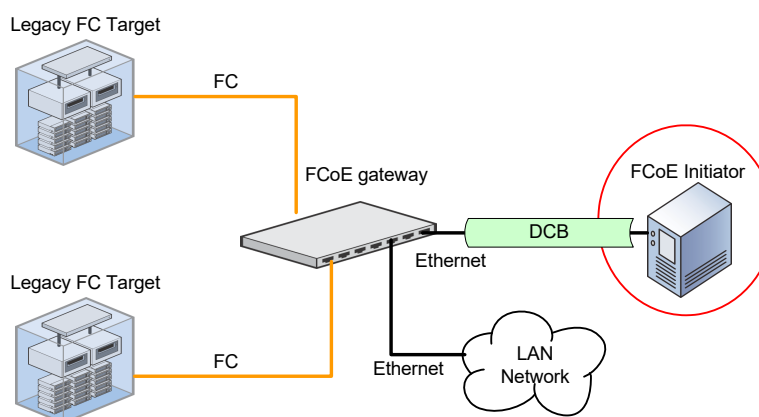 Legacy FC Target
FC
FCoE gateway
FCoE Initiator
DCB
Ethernet
Legacy FC Target
FC
Ethernet
LAN
Network